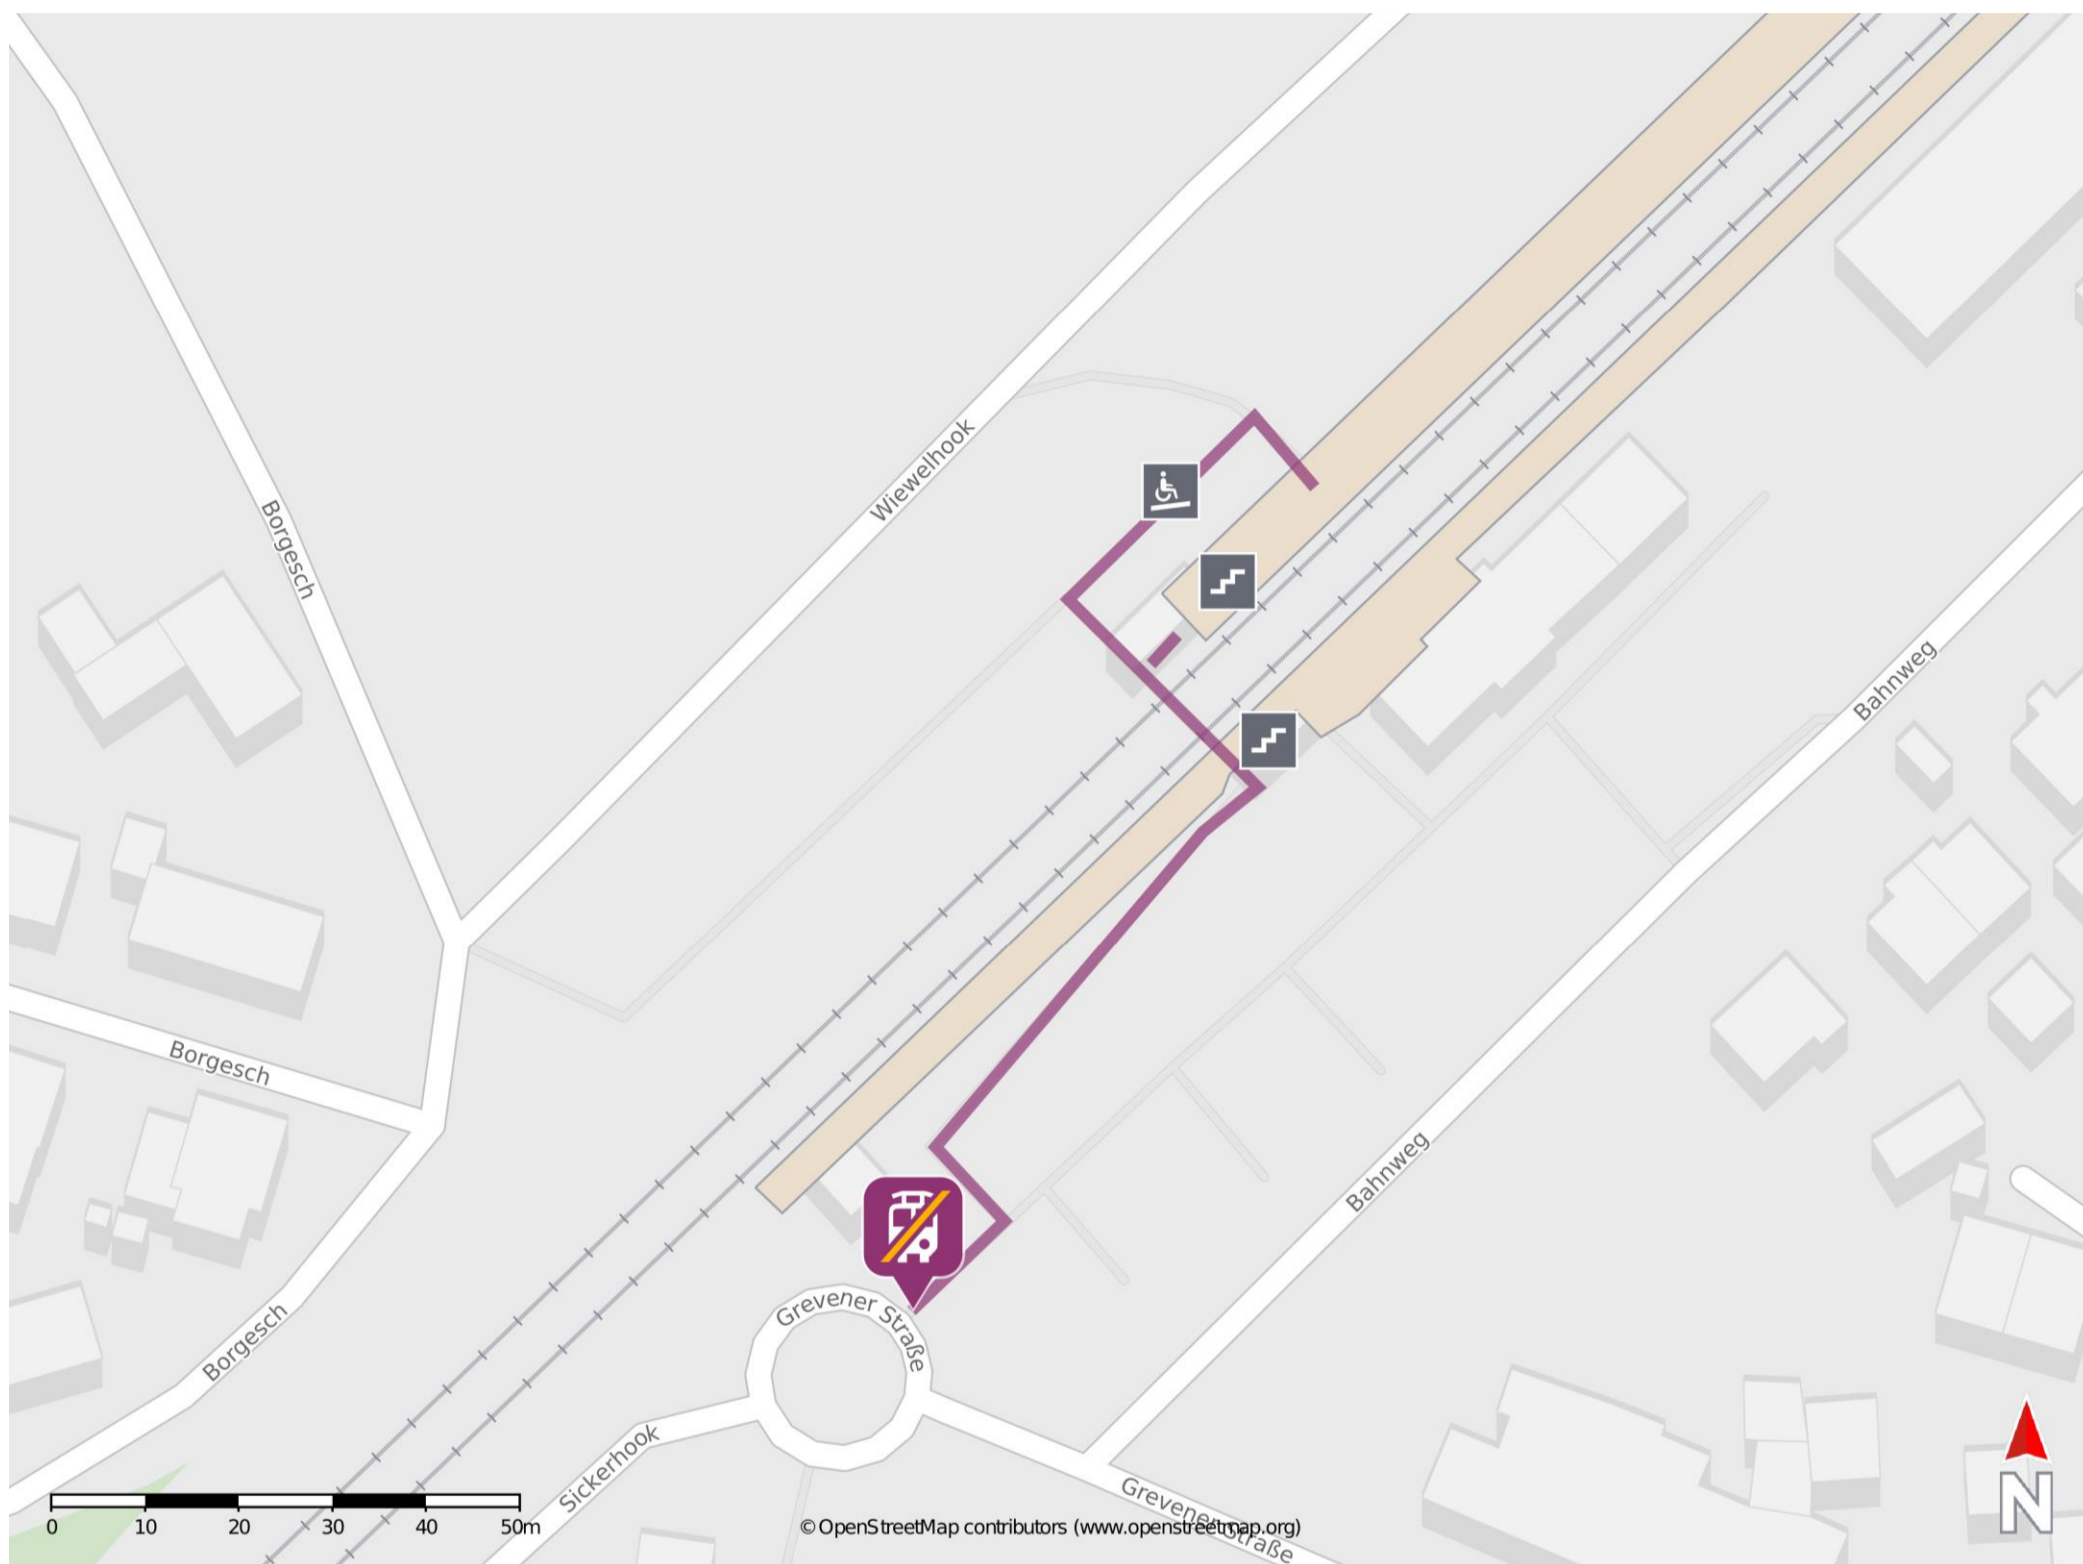 Wiewelhook
Borgesch
Bahnweg
Borgesch
Bahnweg
Borgesch
Grevener Straße
Sickerhook
Grevener Straße
0 10 20 30 40 50m
© OpenStreetMap contributors (www.openstreetmap.org)
N